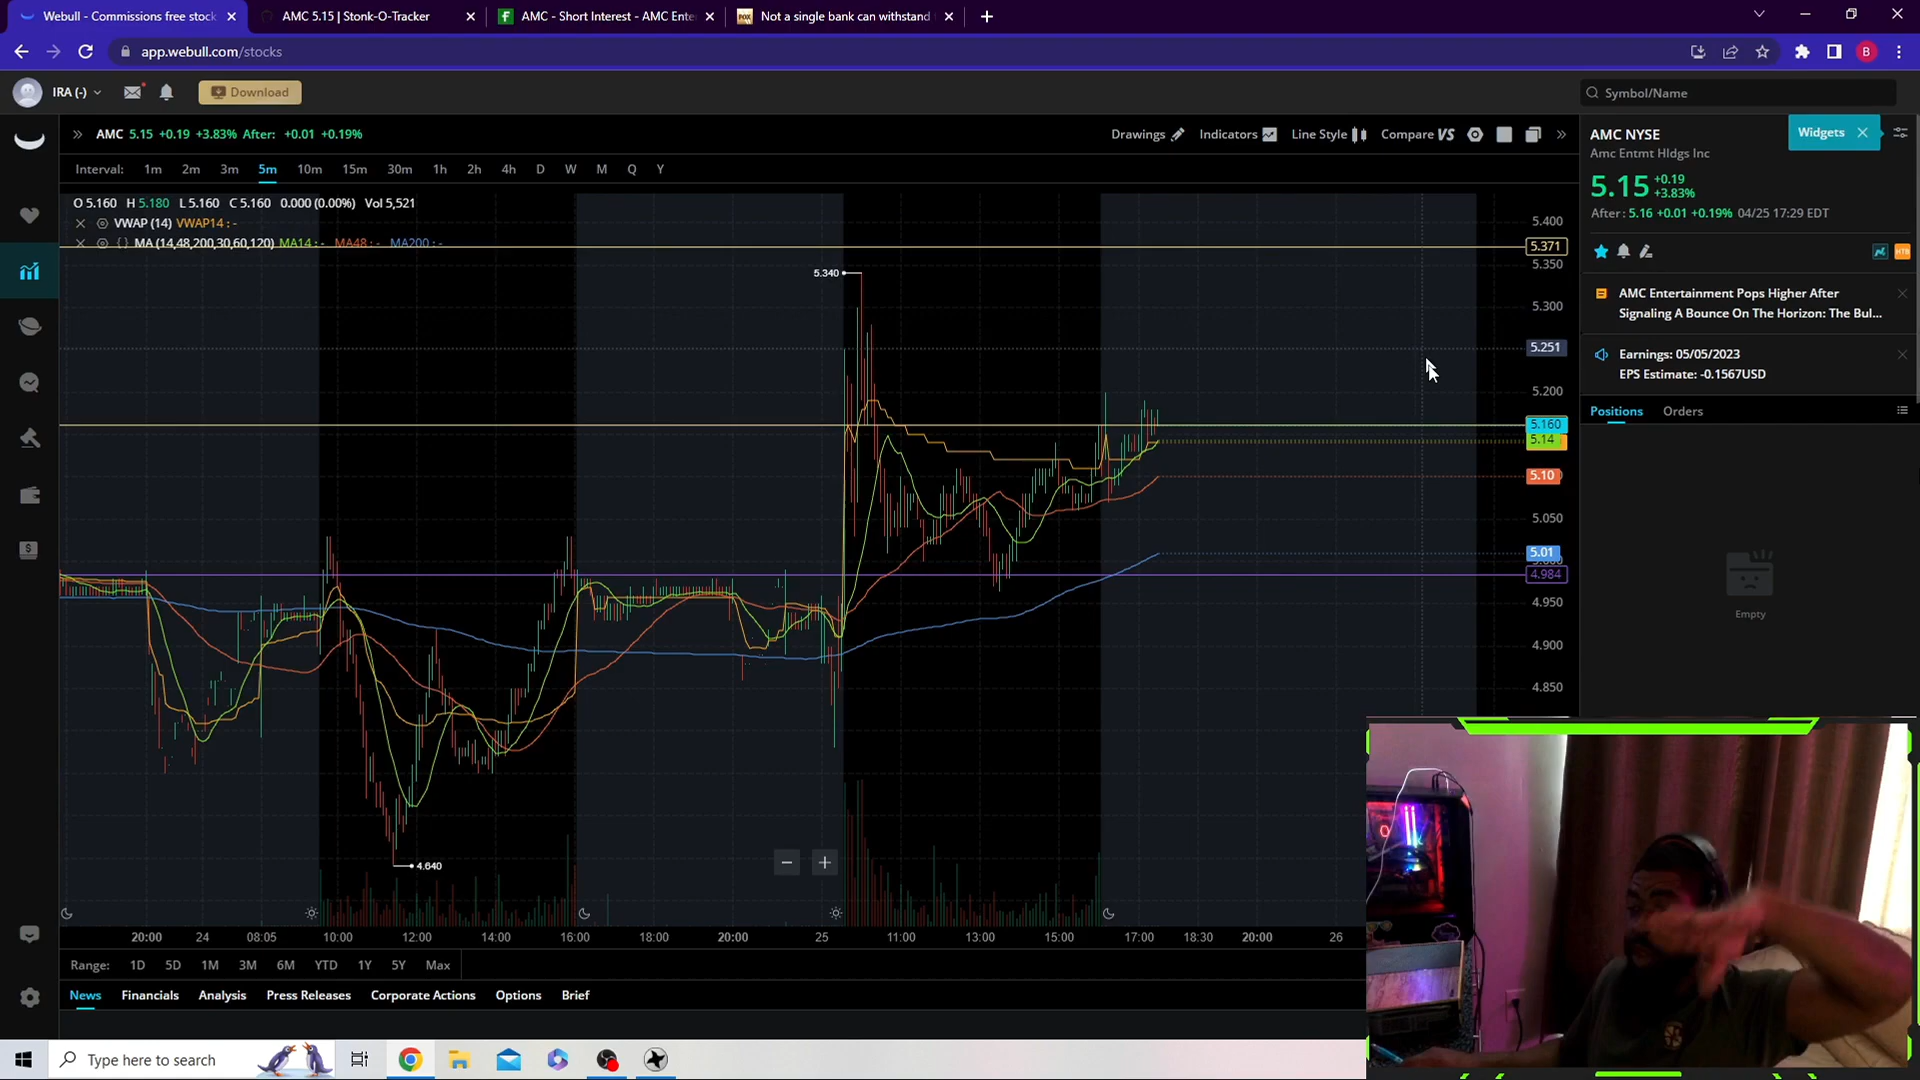 Webull - Commissions free stock
AMC 5.15 | Stonk-O-Tracker
AMC - Short Interest - AMC Ente
Not a single bank can withstand
app.webull.com/stocks
B
IRA (-)
Download
Symbol/Name
AMC 5.15 +0.19 +3.83% After: +0.01 +0.19%
Drawings
Indicators
Line Style
Compare VS
AMC NYSE
Widgets
Amc Entmt Hldgs Inc
Interval: 1m 2m 3m 5m 10m 15m 30m 1h 2h 4h D W M Q Y
5.15 +0.19
+3.83%
O 5.160 H 5.180 L 5.160 C 5.160 0.000 (0.00%) Vol 5,521
After : 5.16 +0.01 +0.19% 04/25 17:29 EDT
VWAP (14) VWAP14 : -
MA (14,48,200,30,60,120) MA14 : - MA48 : - MA200 : -
5.400
5.371
5.350
5.340
5.300
5.251
5.200
5.160
5.14
5.10
5.050
5.01
4.984
4.950
4.900
4.850
4.640
AMC Entertainment Pops Higher After
Signaling A Bounce On The Horizon: The Bul...
Earnings: 05/05/2023
EPS Estimate: -0.1567USD
Positions Orders
Empty
20:00 24 08:05 10:00 12:00 14:00 16:00 18:00 20:00 25 11:00 13:00 15:00 17:00 18:30 20:00 26
Range: 1D 5D 1M 3M 6M YTD 1Y 5Y Max
News Financials Analysis Press Releases Corporate Actions Options Brief
Type here to search